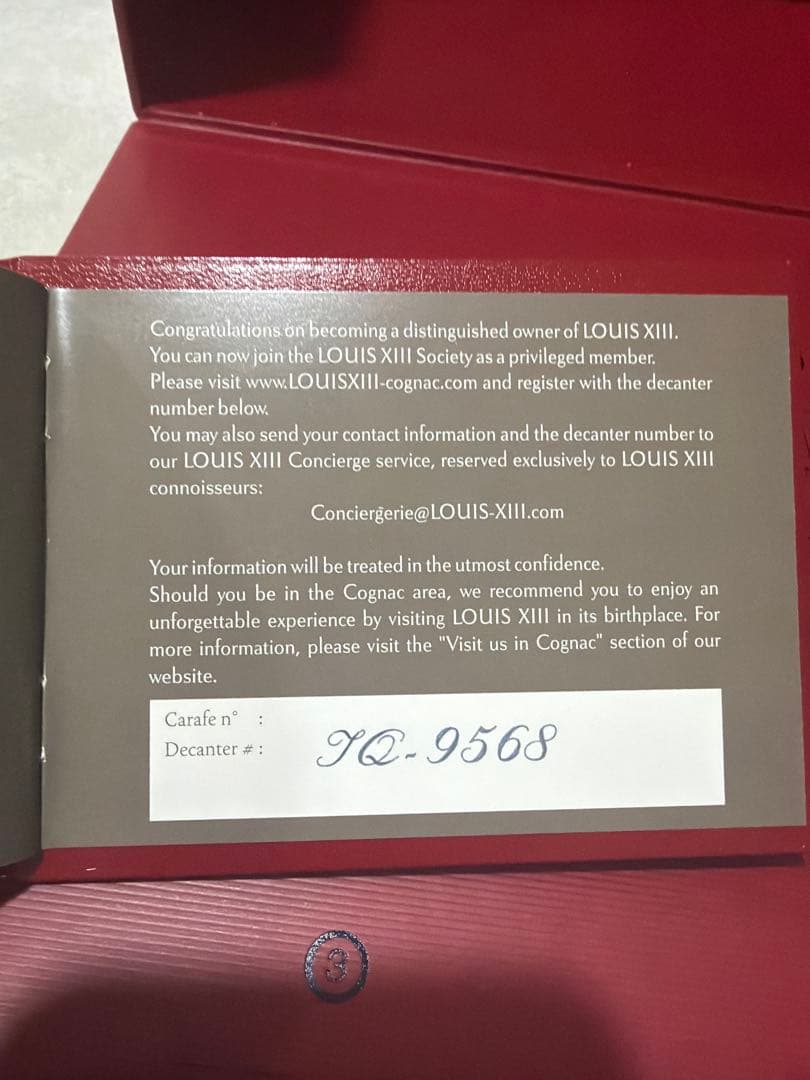 Congratulations on becoming a distinguished owner of LOUIS XIII.
You can now join the LOUIS XIII Society as a privileged member.
Please visit www.LOUISXIII-cognac.com and register with the decanter
number below.
You may also send your contact information and the decanter number to
our LOUIS XIII Concierge service, reserved exclusively to LOUIS XIII
connoisseurs:
Conciergerie@LOUIS-XIII.com
Your information will be treated in the utmost confidence.
Should you be in the Cognac area, we recommend you to enjoy an
unforgettable experience by visiting LOUIS XIII in its birthplace. For
more information, please visit the "Visit us in Cognac" section of our
website.
Carafe n° :
Decanter # : JQ-9568
3